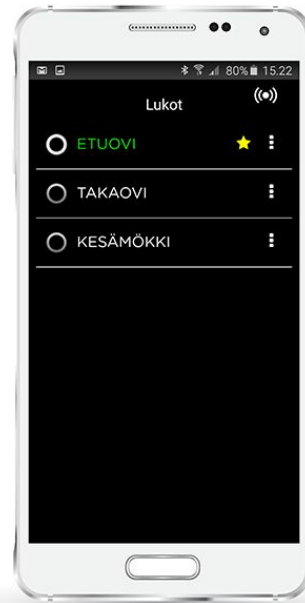 80% 15.22
Lukot
ETUOVI
TAKAOVI
KESÄMÖKKI